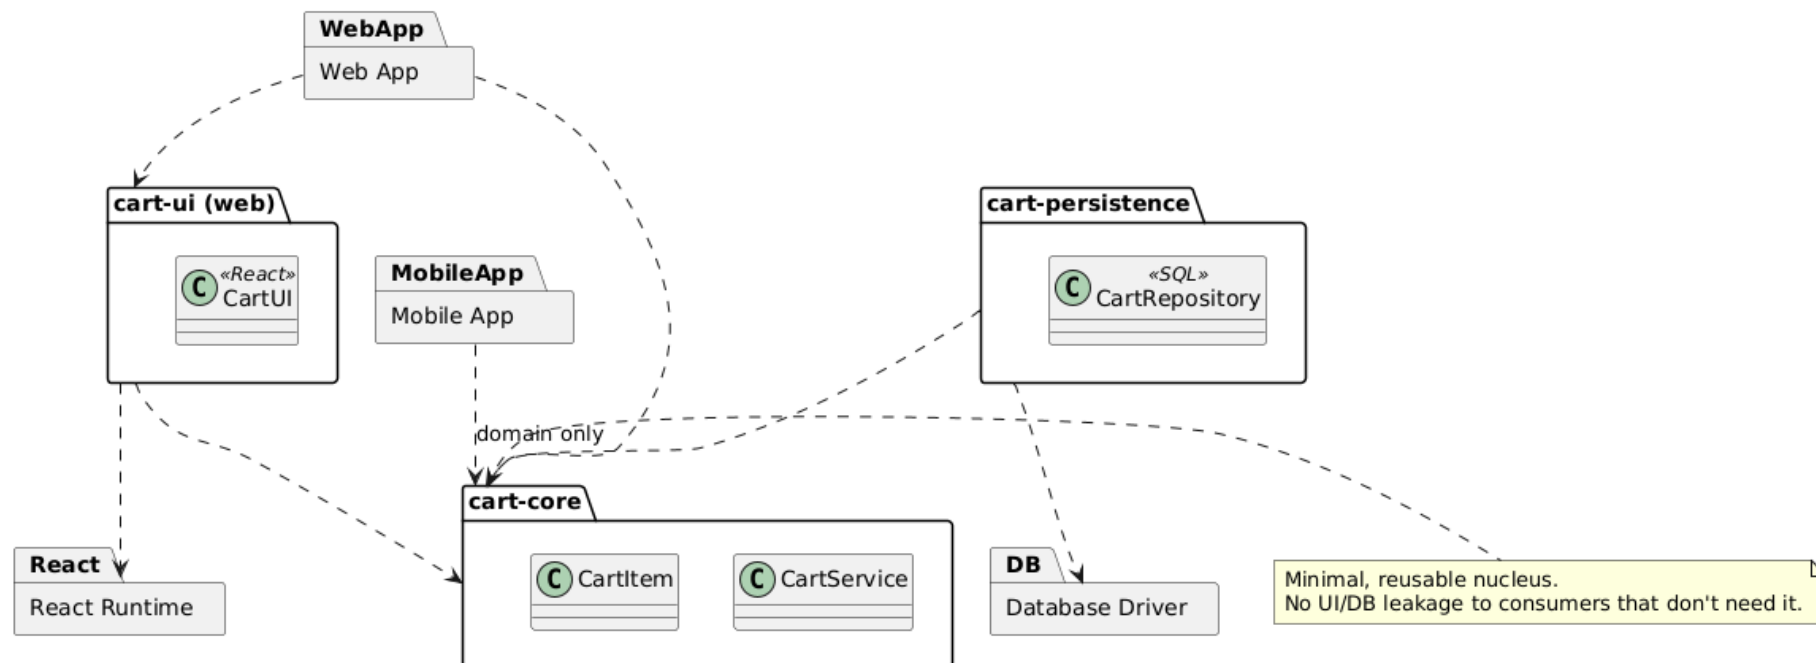 WebApp
Web App
cart-ui (web)
«React»
C
CartUI
MobileApp
Mobile App
cart-persistence
«SQL»
C
CartRepository
domain only
cart-core
C CartItem
C CartService
React
React Runtime
DB
Database Driver
Minimal, reusable nucleus.
No UI/DB leakage to consumers that don't need it.